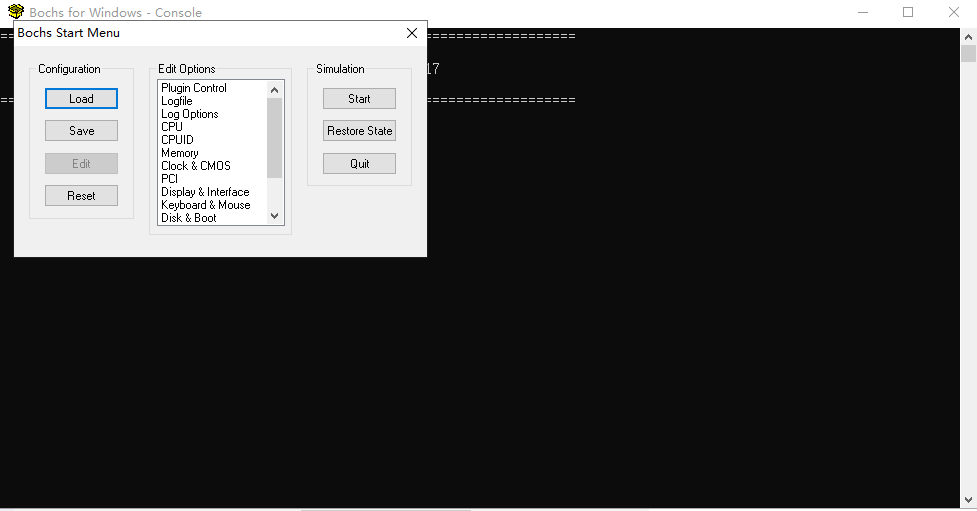 Bochs for Windows - Console
Bochs Start Menu
Configuration
Load
Save
Edit
Reset
Edit Options
Plugin Control
Logfile
Log Options
CPU
CPUID
Memory
Clock & CMOS
PCI
Display & Interface
Keyboard & Mouse
Disk & Boot
Simulation
Start
Restore State
Quit
==================
17
==================